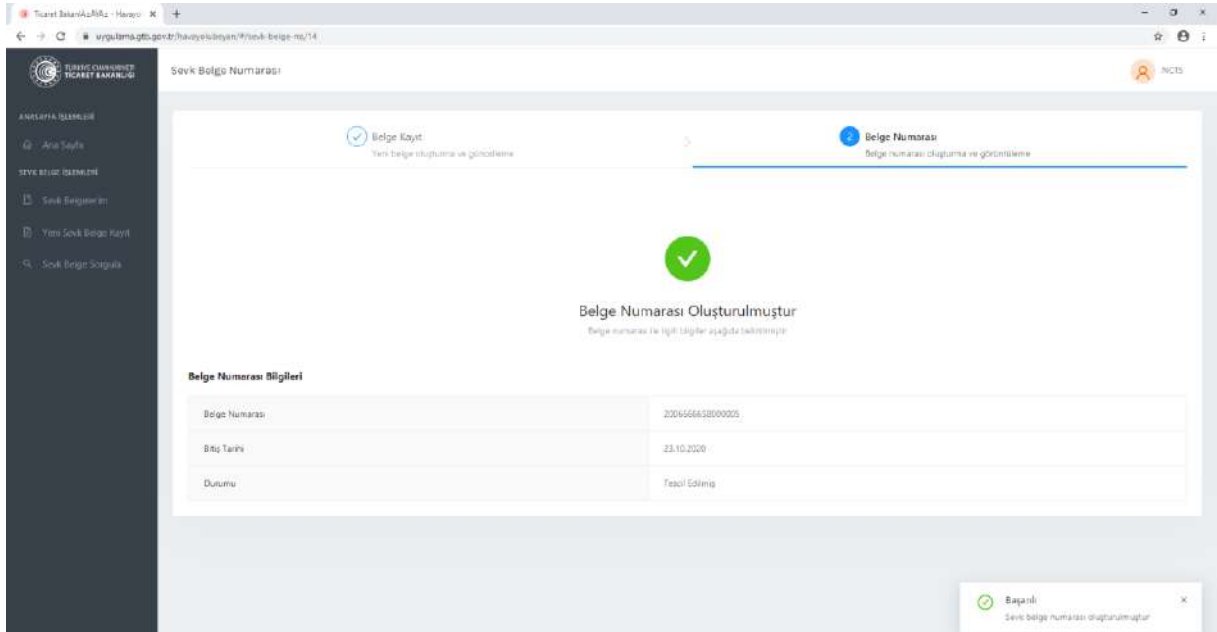 Ticaret BakanlÄ±ÄŸÄ± - Havayo
uygulama.gtb.gov.tr/havayolubeyan/#/sevk-belge-no/14
TÜRKİYE CUMHURİYETİ
TİCARET BAKANLIĞI
Sevk Belge Numarası
NCTS
ANASAYFA İŞLEMLERİ
Ana Sayfa
SEVK BELGE İŞLEMLERİ
Sevk Belgelerim
Yeni Sevk Belge Kayıt
Sevk Belge Sorgula
Belge Kayıt
Yeni belge oluşturma ve güncelleme
2 Belge Numarası
Belge numarası oluşturma ve görüntüleme
Belge Numarası Oluşturulmuştur
Belge numarası ile ilgili bilgiler aşağıda belirtilmiştir
Belge Numarası Bilgileri
Belge Numarası
Bitiş Tarihi 23.10.2020
Durumu Tescil Edilmiş
Başarılı
Sevk belge numarası oluşturulmuştur